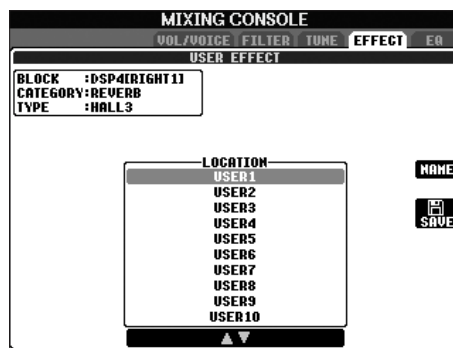 MIXING CONSOLE
VOL/VOICE FILTER TUNE EFFECT EQ
USER EFFECT
BLOCK :DSP4[RIGHT1]
CATEGORY:REVERB
TYPE :HALL3
LOCATION
USER1
NAME
USER2
USER3
USER4
SAVE
USER5
USER6
USER7
USER8
USER9
USER10